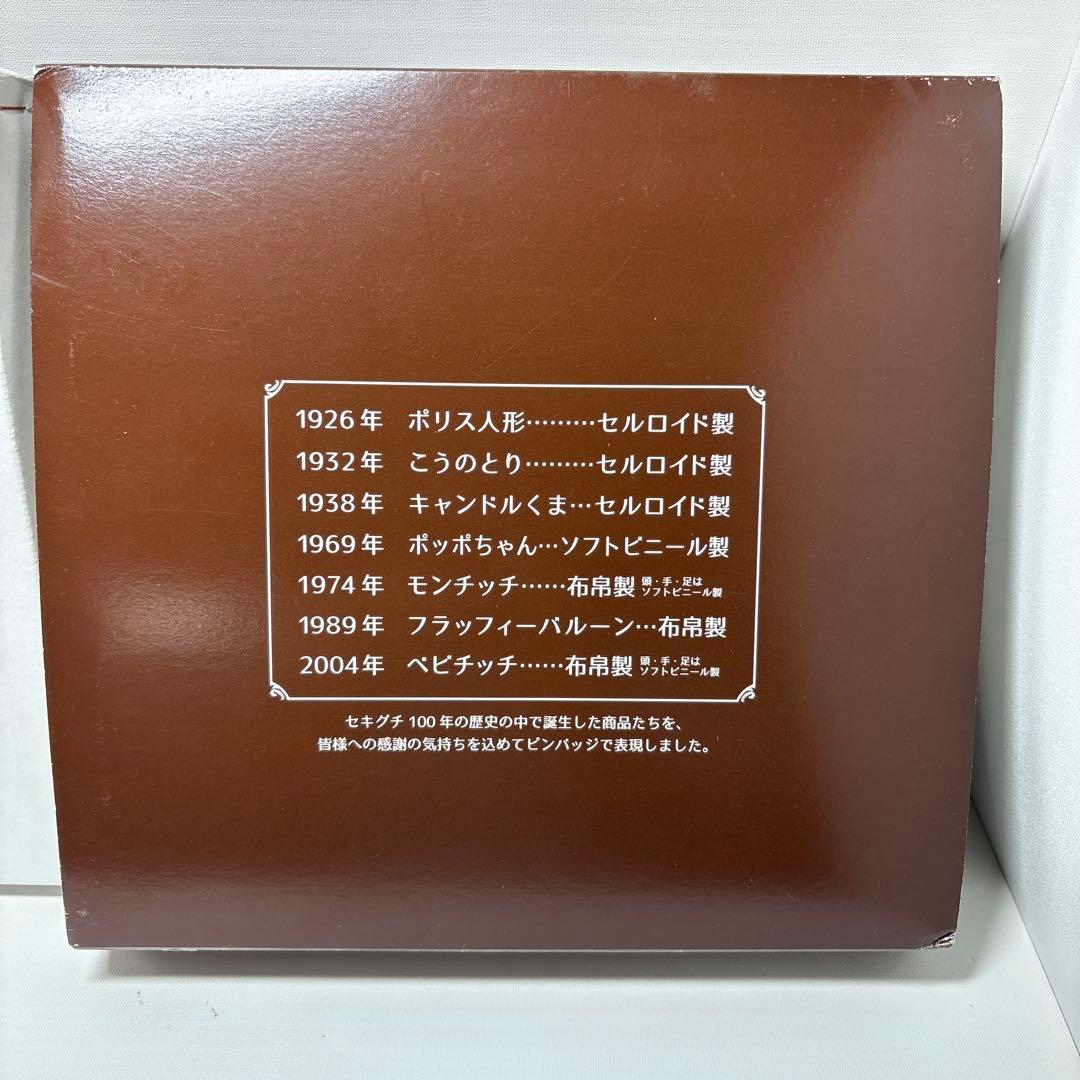 1926年 ポリス人形………セルロイド製
1932年 こうのとり………セルロイド製
1938年 キャンドルくま…セルロイド製
1969年 ポッポちゃん…ソフトビニール製
1974年 モンチッチ……布帛製 頭・手・足はソフトビニール製
1989年 フラッフィーバルーン…布帛製
2004年 ベビチッチ……布帛製 頭・手・足はソフトビニール製
セキグチ100年の歴史の中で誕生した商品たちを、
皆様への感謝の気持ちを込めてピンバッジで表現しました。